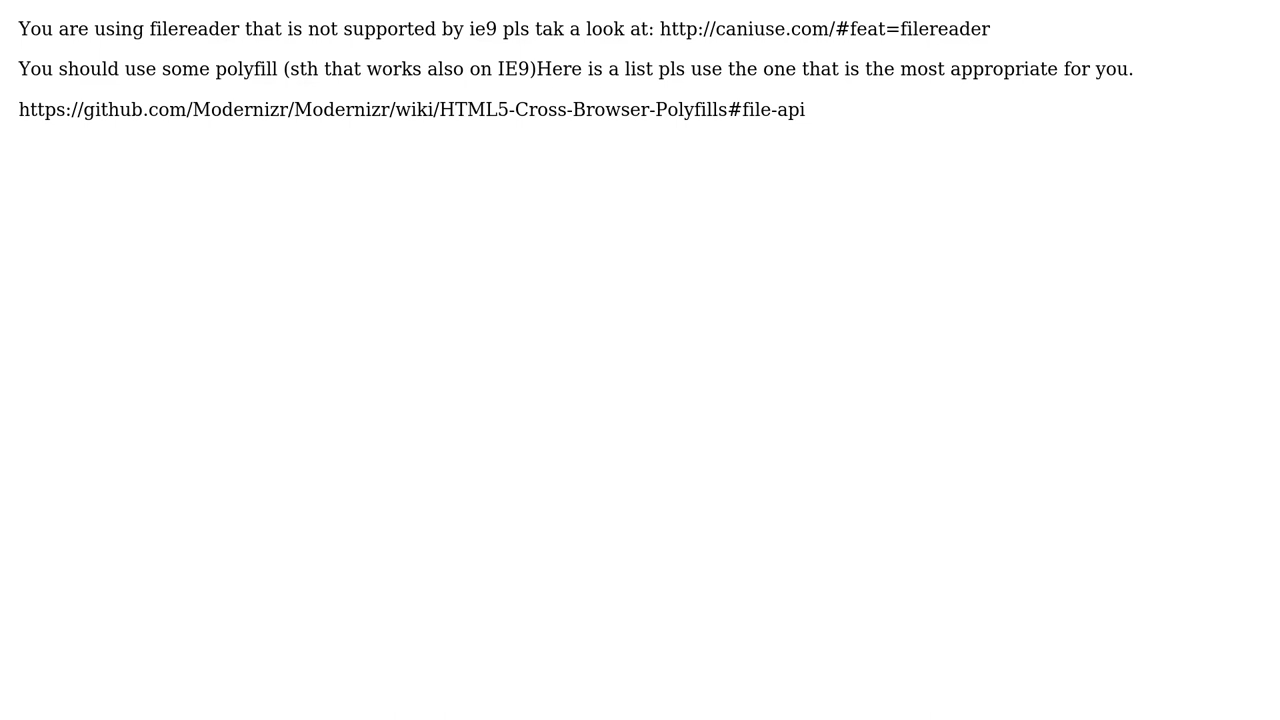 You are using filereader that is not supported by ie9 pls tak a look at: http://caniuse.com/#feat=filereader
You should use some polyfill (sth that works also on IE9)Here is a list pls use the one that is the most appropriate for you.
https://github.com/Modernizr/Modernizr/wiki/HTML5-Cross-Browser-Polyfills#file-api